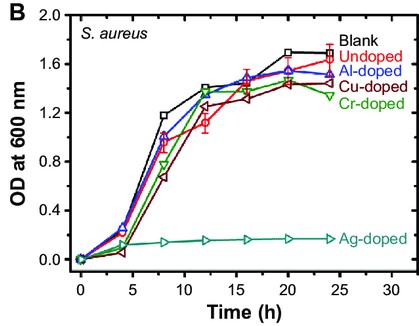 B
S. aureus
Blank
Undoped
Al-doped
Cu-doped
Cr-doped
Ag-doped
OD at 600 nm
2.0
1.6
1.2
0.8
0.4
0.0
0 5 10 15 20 25 30
Time (h)